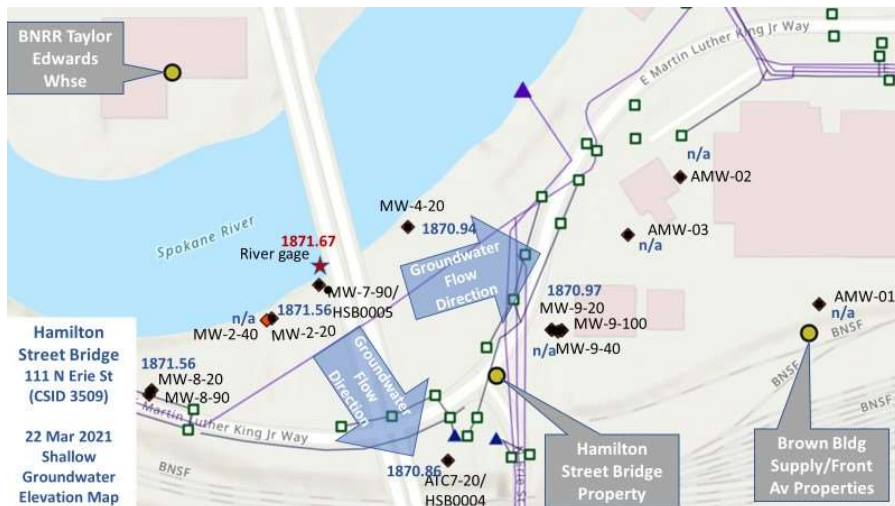 BNRR Taylor
Edwards
Whse
E Martin Luther King Jr Way
n/a
AMW-02
MW-4-20
1870.94
AMW-03
n/a
Spokane River
1871.67
River gage
Groundwater
Flow
Direction
MW-7-90/
HSB0005
1870.97
MW-9-20
MW-9-100
n/a
MW-9-40
AMW-01
n/a
n/a
1871.56
MW-2-40
MW-2-20
BNSF
BNSF
BNSF
Hamilton
Street Bridge
111 N Erie St
(CSID 3509)
22 Mar 2021
Shallow
Groundwater
Elevation Map
1871.56
MW-8-20
MW-8-90
Groundwater
Flow
Direction
E Martin Luther King Jr Way
BNSF
1870.86
ATC7-20/
HSB0004
Hamilton
Street Bridge
Property
Brown Bldg
Supply/Front
Av Properties